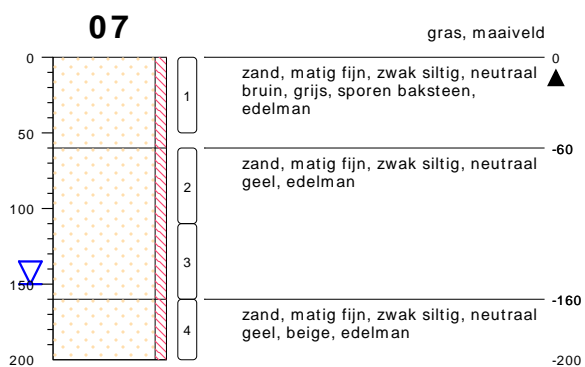 07
gras, maaiveld
0
0
zand, matig fijn, zwak siltig, neutraal
bruin, grijs, sporen baksteen,
edelman
1
50
-60
zand, matig fijn, zwak siltig, neutraal
geel, edelman
2
100
3
150
-160
zand, matig fijn, zwak siltig, neutraal
geel, beige, edelman
4
200
-200